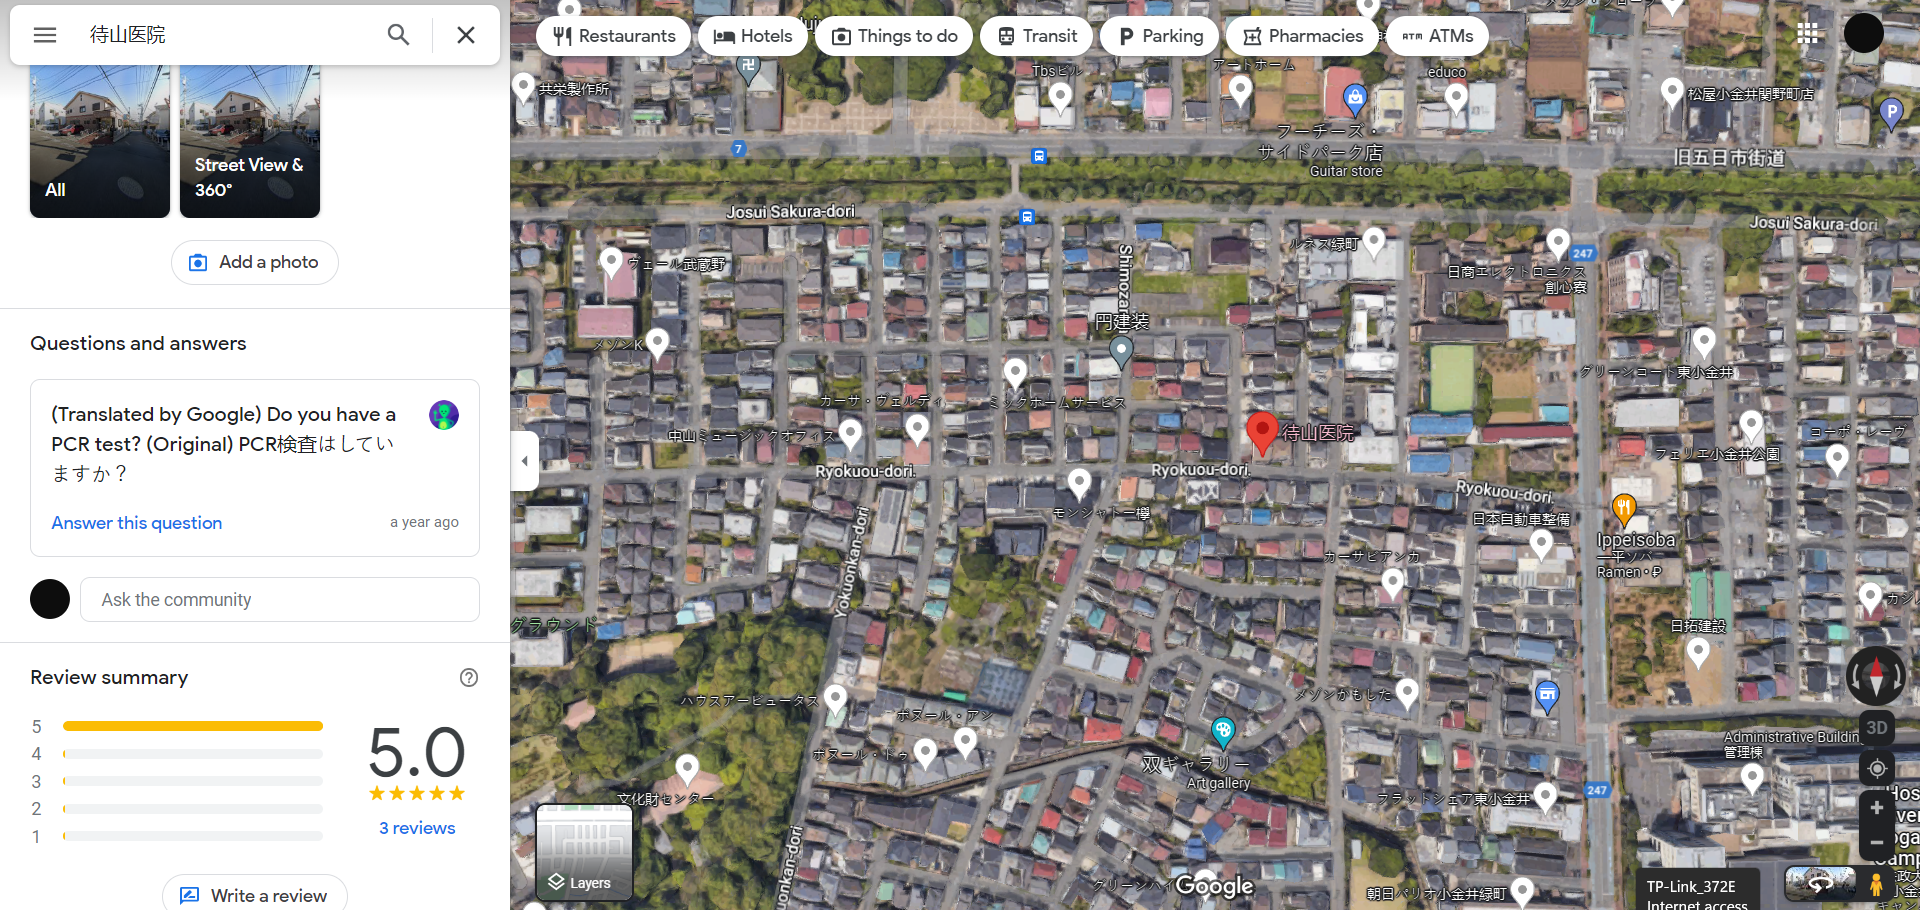 待山医院
All
Street View &
360°
Add a photo
Questions and answers
(Translated by Google) Do you have a
PCR test? (Original) PCR検査はしてい
ますか？
Answer this question
a year ago
Ask the community
Review summary
5
4
3
2
1
5.0
3 reviews
Write a review
Restaurants
Hotels
Things to do
Transit
Parking
Pharmacies
ATM ATMs
共栄製作所
Tbsビル
アートホーム
educo
松屋小金井関野町店
P
7
フーチーズ・
サイドパーク店
Guitar store
旧五日市街道
Josui Sakura-dori
Josui Sakura-dori
ヴェール武蔵野
ルネス緑町
247
日商エレクトロニクス
創心寮
円建装
メゾンK
グリーンコート東小金井
カーサ・ヴェルディ
ミックホームサービス
中山ミュージックオフィス
待山医院
コーポ・レーヴ
フェリエ小金井公園
Ryokuou-dori
Ryokuou-dori
Ryokuou-dori
モンシャトー欅
日本自動車整備
Ippeisoba
一平ソバ
Ramen • ₽
カーサビアンカ
Yokuonkan-dori
グラウンド
日拓建設
ハウスアービュータス
ボヌール・アン
ボヌール・ドゥ
メゾンかもした
双ギャラリー
Art gallery
Administrative Building
管理棟
3D
文化財センター
フラットシェア東小金井
247
Layers
Google
朝日パリオ小金井緑町
TP-Link_372E
Internet access